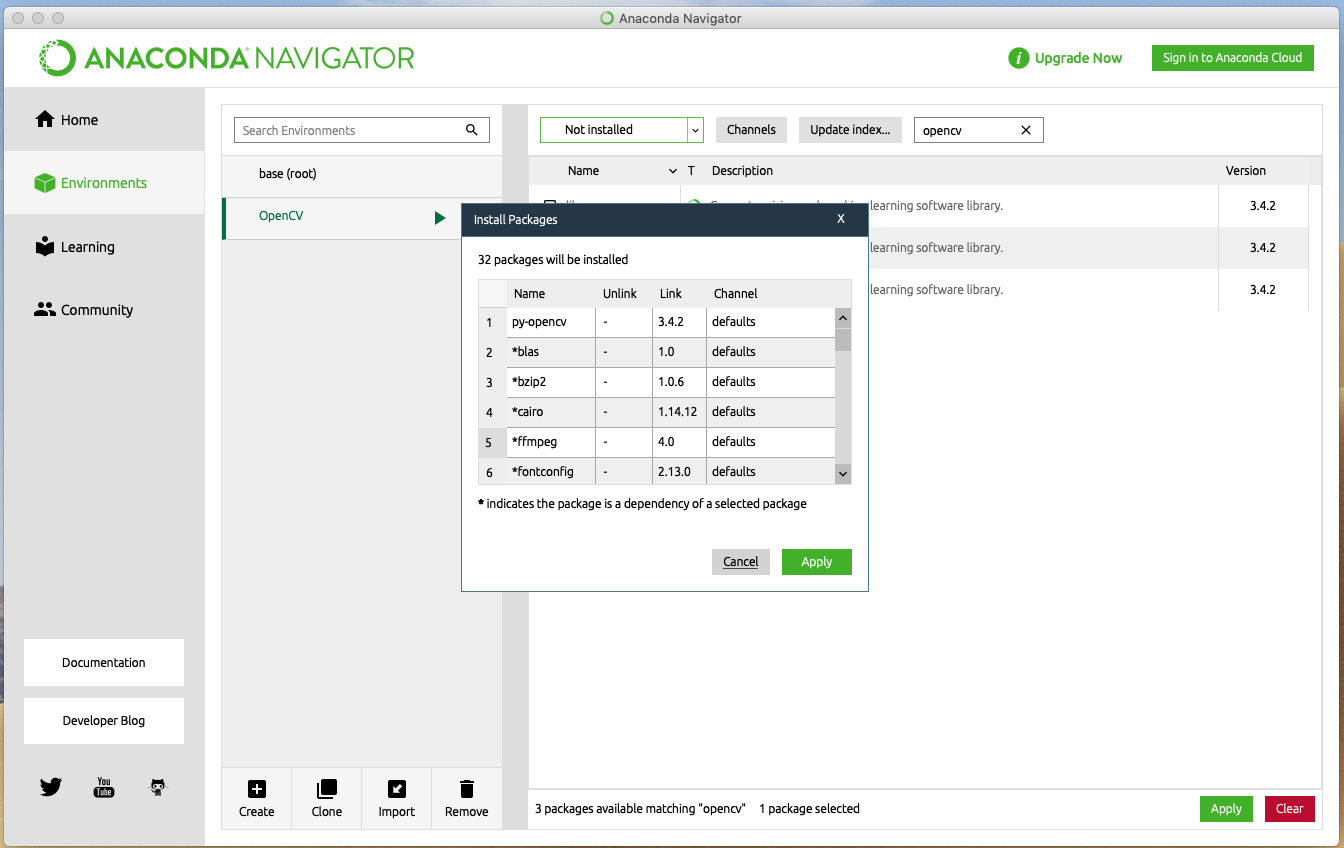 Anaconda Navigator
ANACONDA NAVIGATOR
i Upgrade Now
Sign in to Anaconda Cloud
Home
Environments
Learning
Community
Documentation
Developer Blog
You Tube
Search Environments
base (root)
OpenCV
Create Clone Import Remove
Not installed
Channels
Update index...
opencv
Name T Description Version
learning software library. 3.4.2
learning software library. 3.4.2
learning software library. 3.4.2
Install Packages X
32 packages will be installed
Name Unlink Link Channel
1 py-opencv - 3.4.2 defaults
2 *blas - 1.0 defaults
3 *bzip2 - 1.0.6 defaults
4 *cairo - 1.14.12 defaults
5 *ffmpeg - 4.0 defaults
6 *fontconfig - 2.13.0 defaults
* indicates the package is a dependency of a selected package
Cancel Apply
3 packages available matching "opencv" 1 package selected
Apply Clear